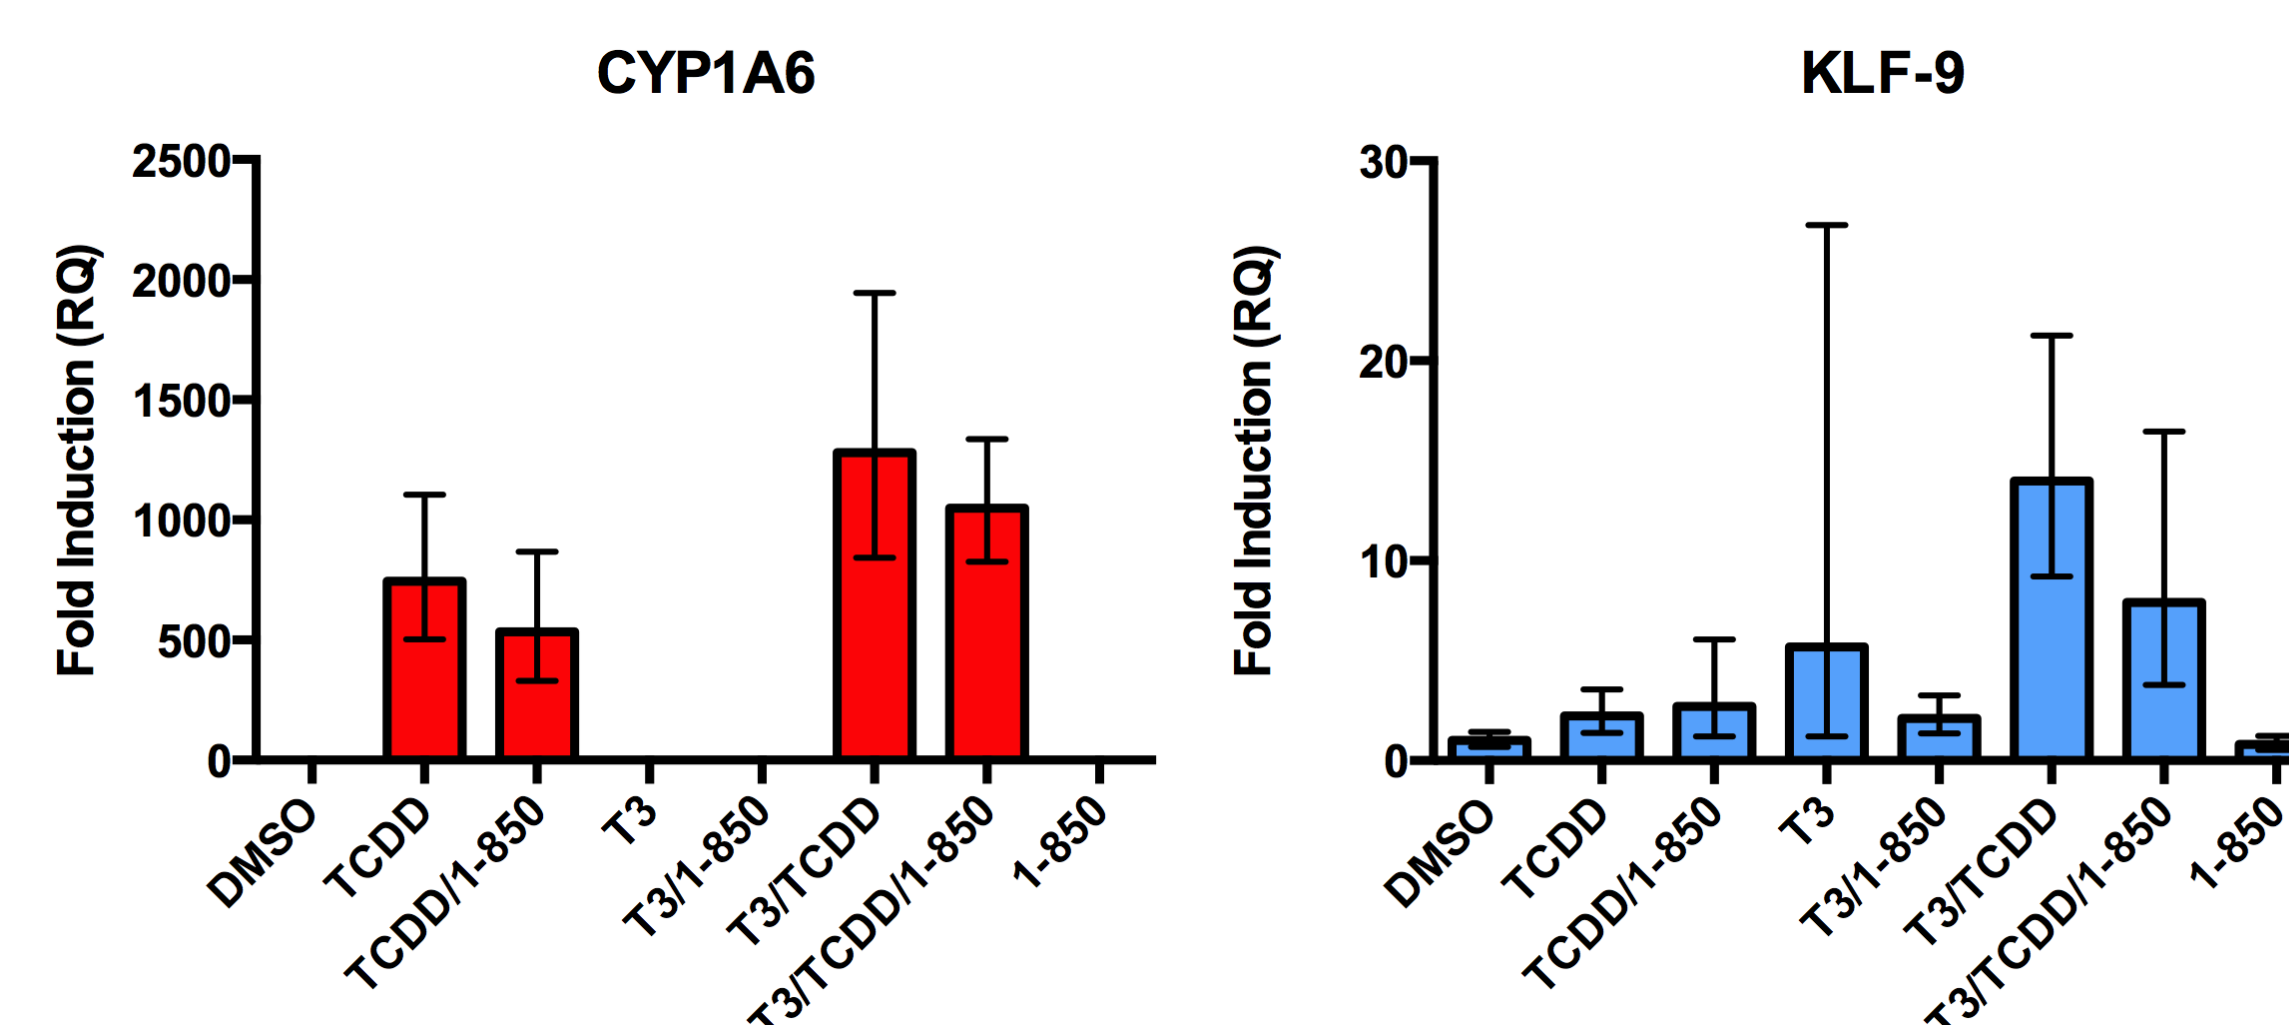 CYP1A6
Fold Induction (RQ)
2500
2000
1500
1000
500
0
DMSO
TCDD
TCDD/1-850
T3
T3/1-850
T3/TCDD
T3/TCDD/1-850
1-850
KLF-9
Fold Induction (RQ)
30
20
10
0
DMSO
TCDD
TCDD/1-850
T3
T3/1-850
T3/TCDD
T3/TCDD/1-850
1-850